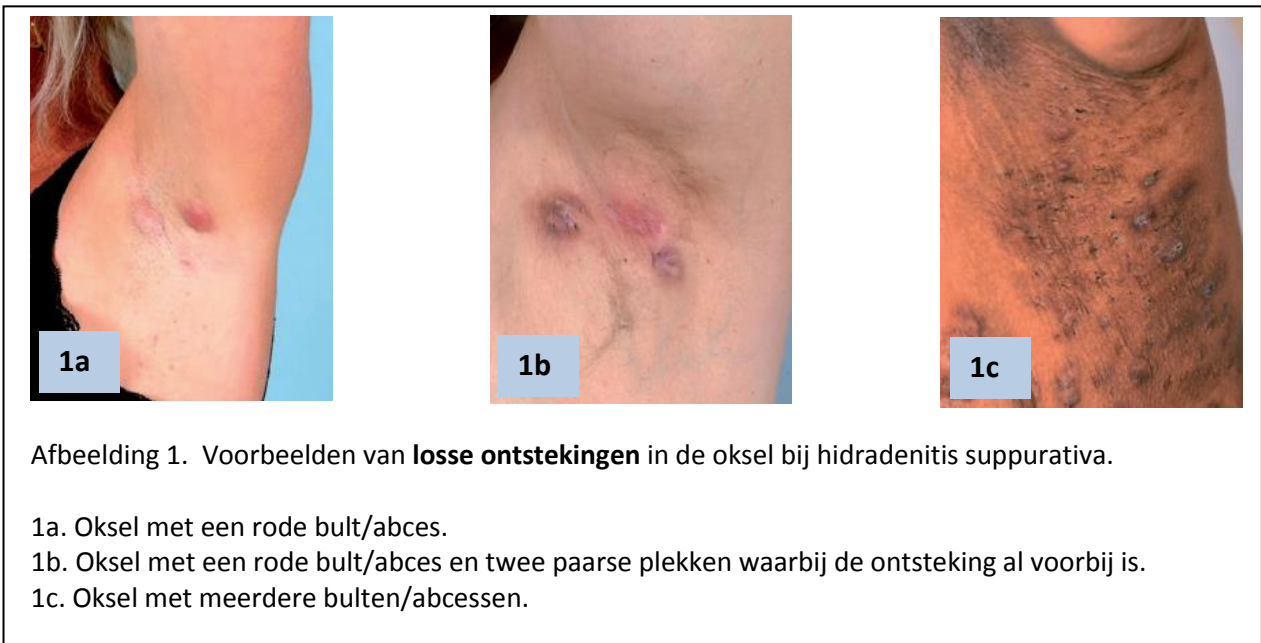 1a
1b
1c
Afbeelding 1.  Voorbeelden van losse ontstekingen in de oksel bij hidradenitis suppurativa.
1a. Oksel met een rode bult/abces.
1b. Oksel met een rode bult/abces en twee paarse plekken waarbij de ontsteking al voorbij is.
1c. Oksel met meerdere bulten/abcessen.